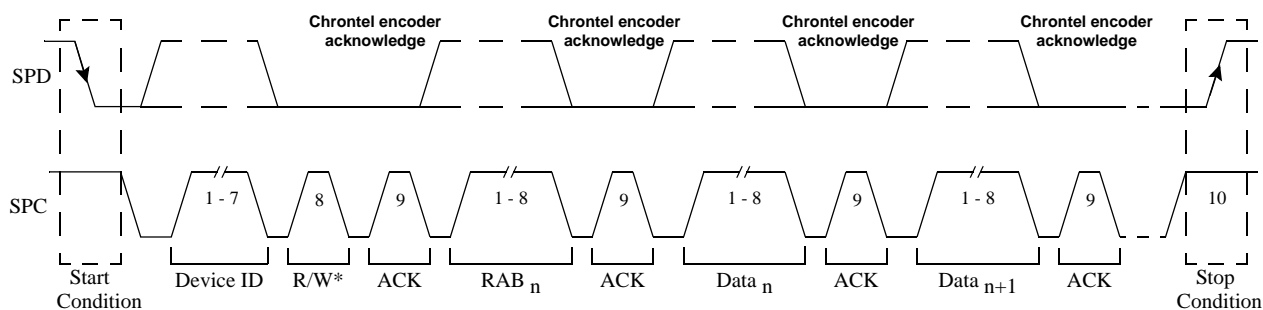 Chrontel encoder
acknowledge
Chrontel encoder
acknowledge
Chrontel encoder
acknowledge
Chrontel encoder
acknowledge
SPD
SPC
1 - 7
8
9
1 - 8
9
1 - 8
9
1 - 8
9
10
Start
Condition
Device ID
R/W*
ACK
RAB n
ACK
Data n
ACK
Data n+1
ACK
Stop
Condition